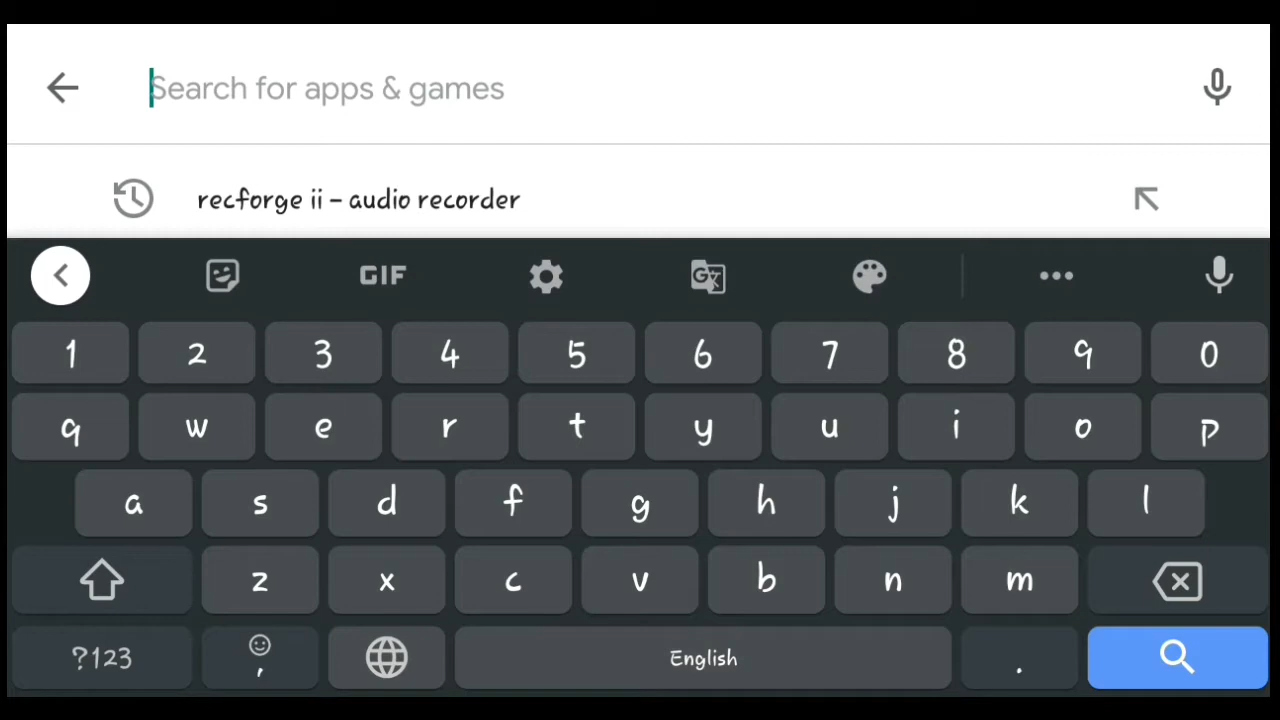 Search for apps & games
recforge ii - audio recorder
GIF
1 2 3 4 5 6 7 8 9 0
q w e r t y u i o p
a s d f g h j k l
z x c v b n m
?123 , English .